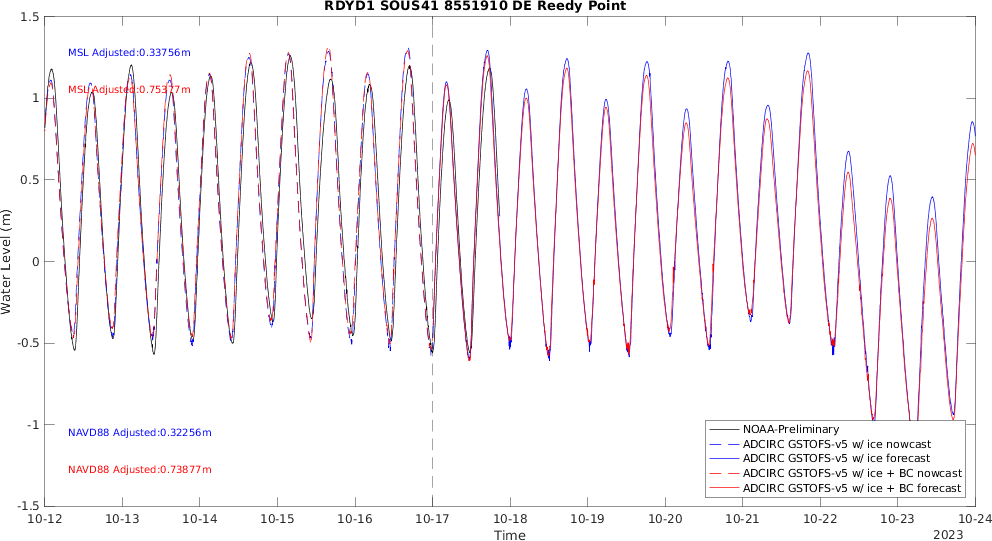 RDYD1 SOUS41 8551910 DE Reedy Point
1.5
1
0.5
0
-0.5
-1
-1.5
Water Level (m)
MSL Adjusted:0.33756m
MSL Adjusted:0.75377m
NAVD88 Adjusted:0.32256m
NAVD88 Adjusted:0.73877m
NOAA-Preliminary
ADCIRC GSTOFS-v5 w/ ice nowcast
ADCIRC GSTOFS-v5 w/ ice forecast
ADCIRC GSTOFS-v5 w/ ice + BC nowcast
ADCIRC GSTOFS-v5 w/ ice + BC forecast
10-12 10-13 10-14 10-15 10-16 10-17 10-18 10-19 10-20 10-21 10-22 10-23 10-24
Time
2023